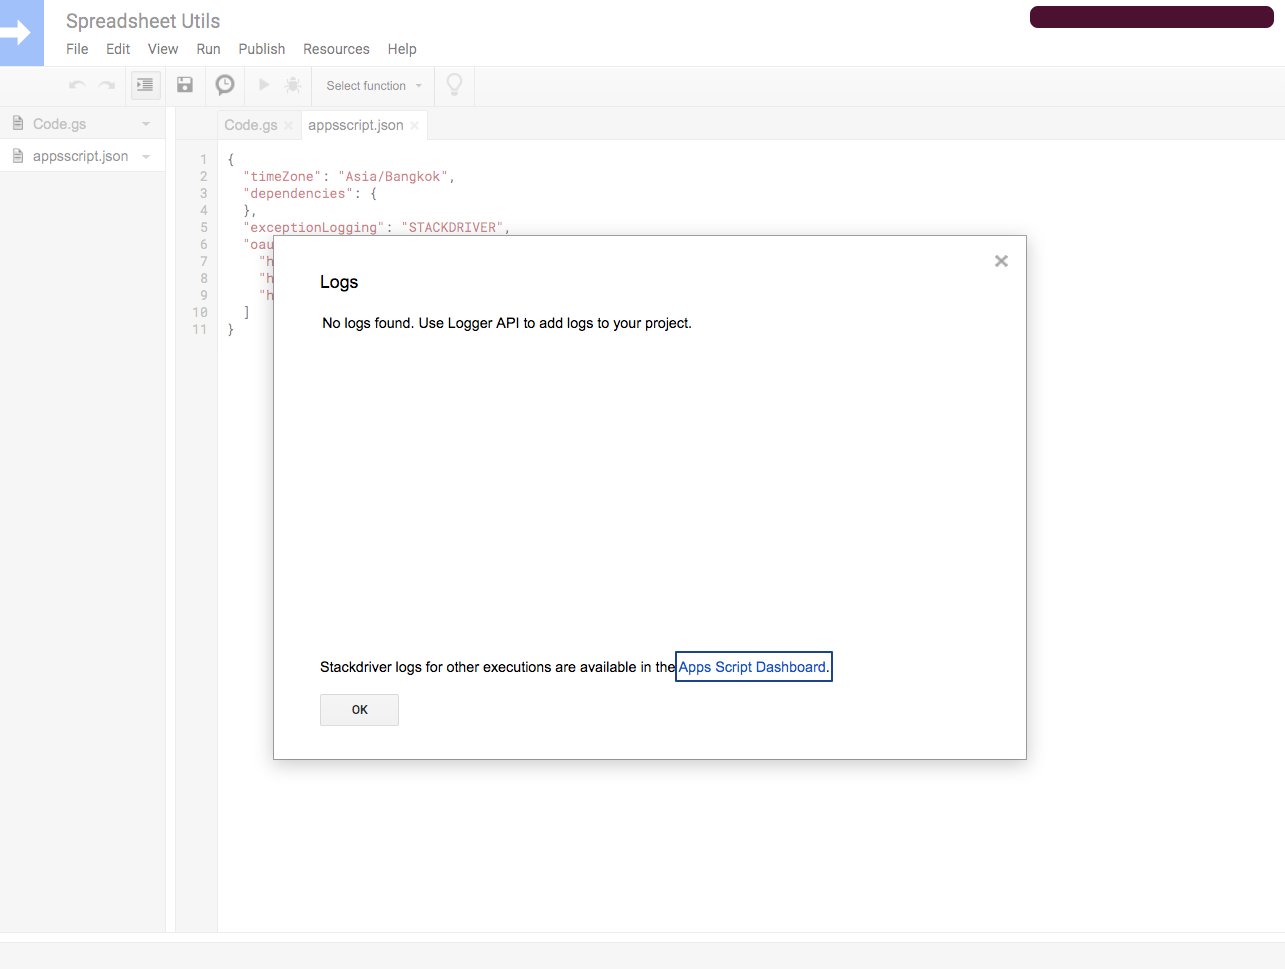 Spreadsheet Utils
File Edit View Run Publish Resources Help
Select function
Code.gs
appsscript.json
Code.gs appsscript.json
1 {
2 "timeZone": "Asia/Bangkok",
3 "dependencies": {
4 },
5 "exceptionLogging": "STACKDRIVER",
6 "oau
7 "h
8 "h
9 "h
10 ]
11 }
Logs
No logs found. Use Logger API to add logs to your project.
Stackdriver logs for other executions are available in the Apps Script Dashboard.
OK